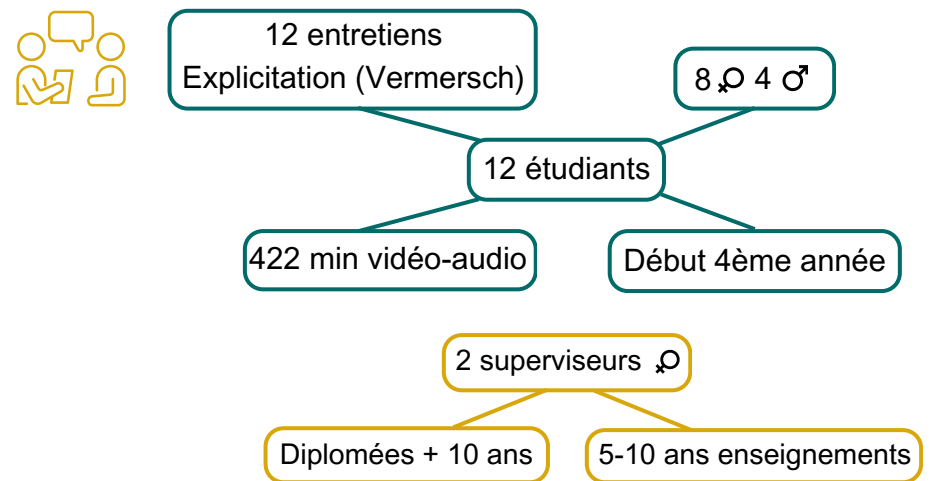 12 entretiens
Explicitation (Vermersch)
8 ♀ 4 ♂
12 étudiants
422 min vidéo-audio
Début 4ème année
2 superviseurs ♀
Diplomées + 10 ans
5-10 ans enseignements